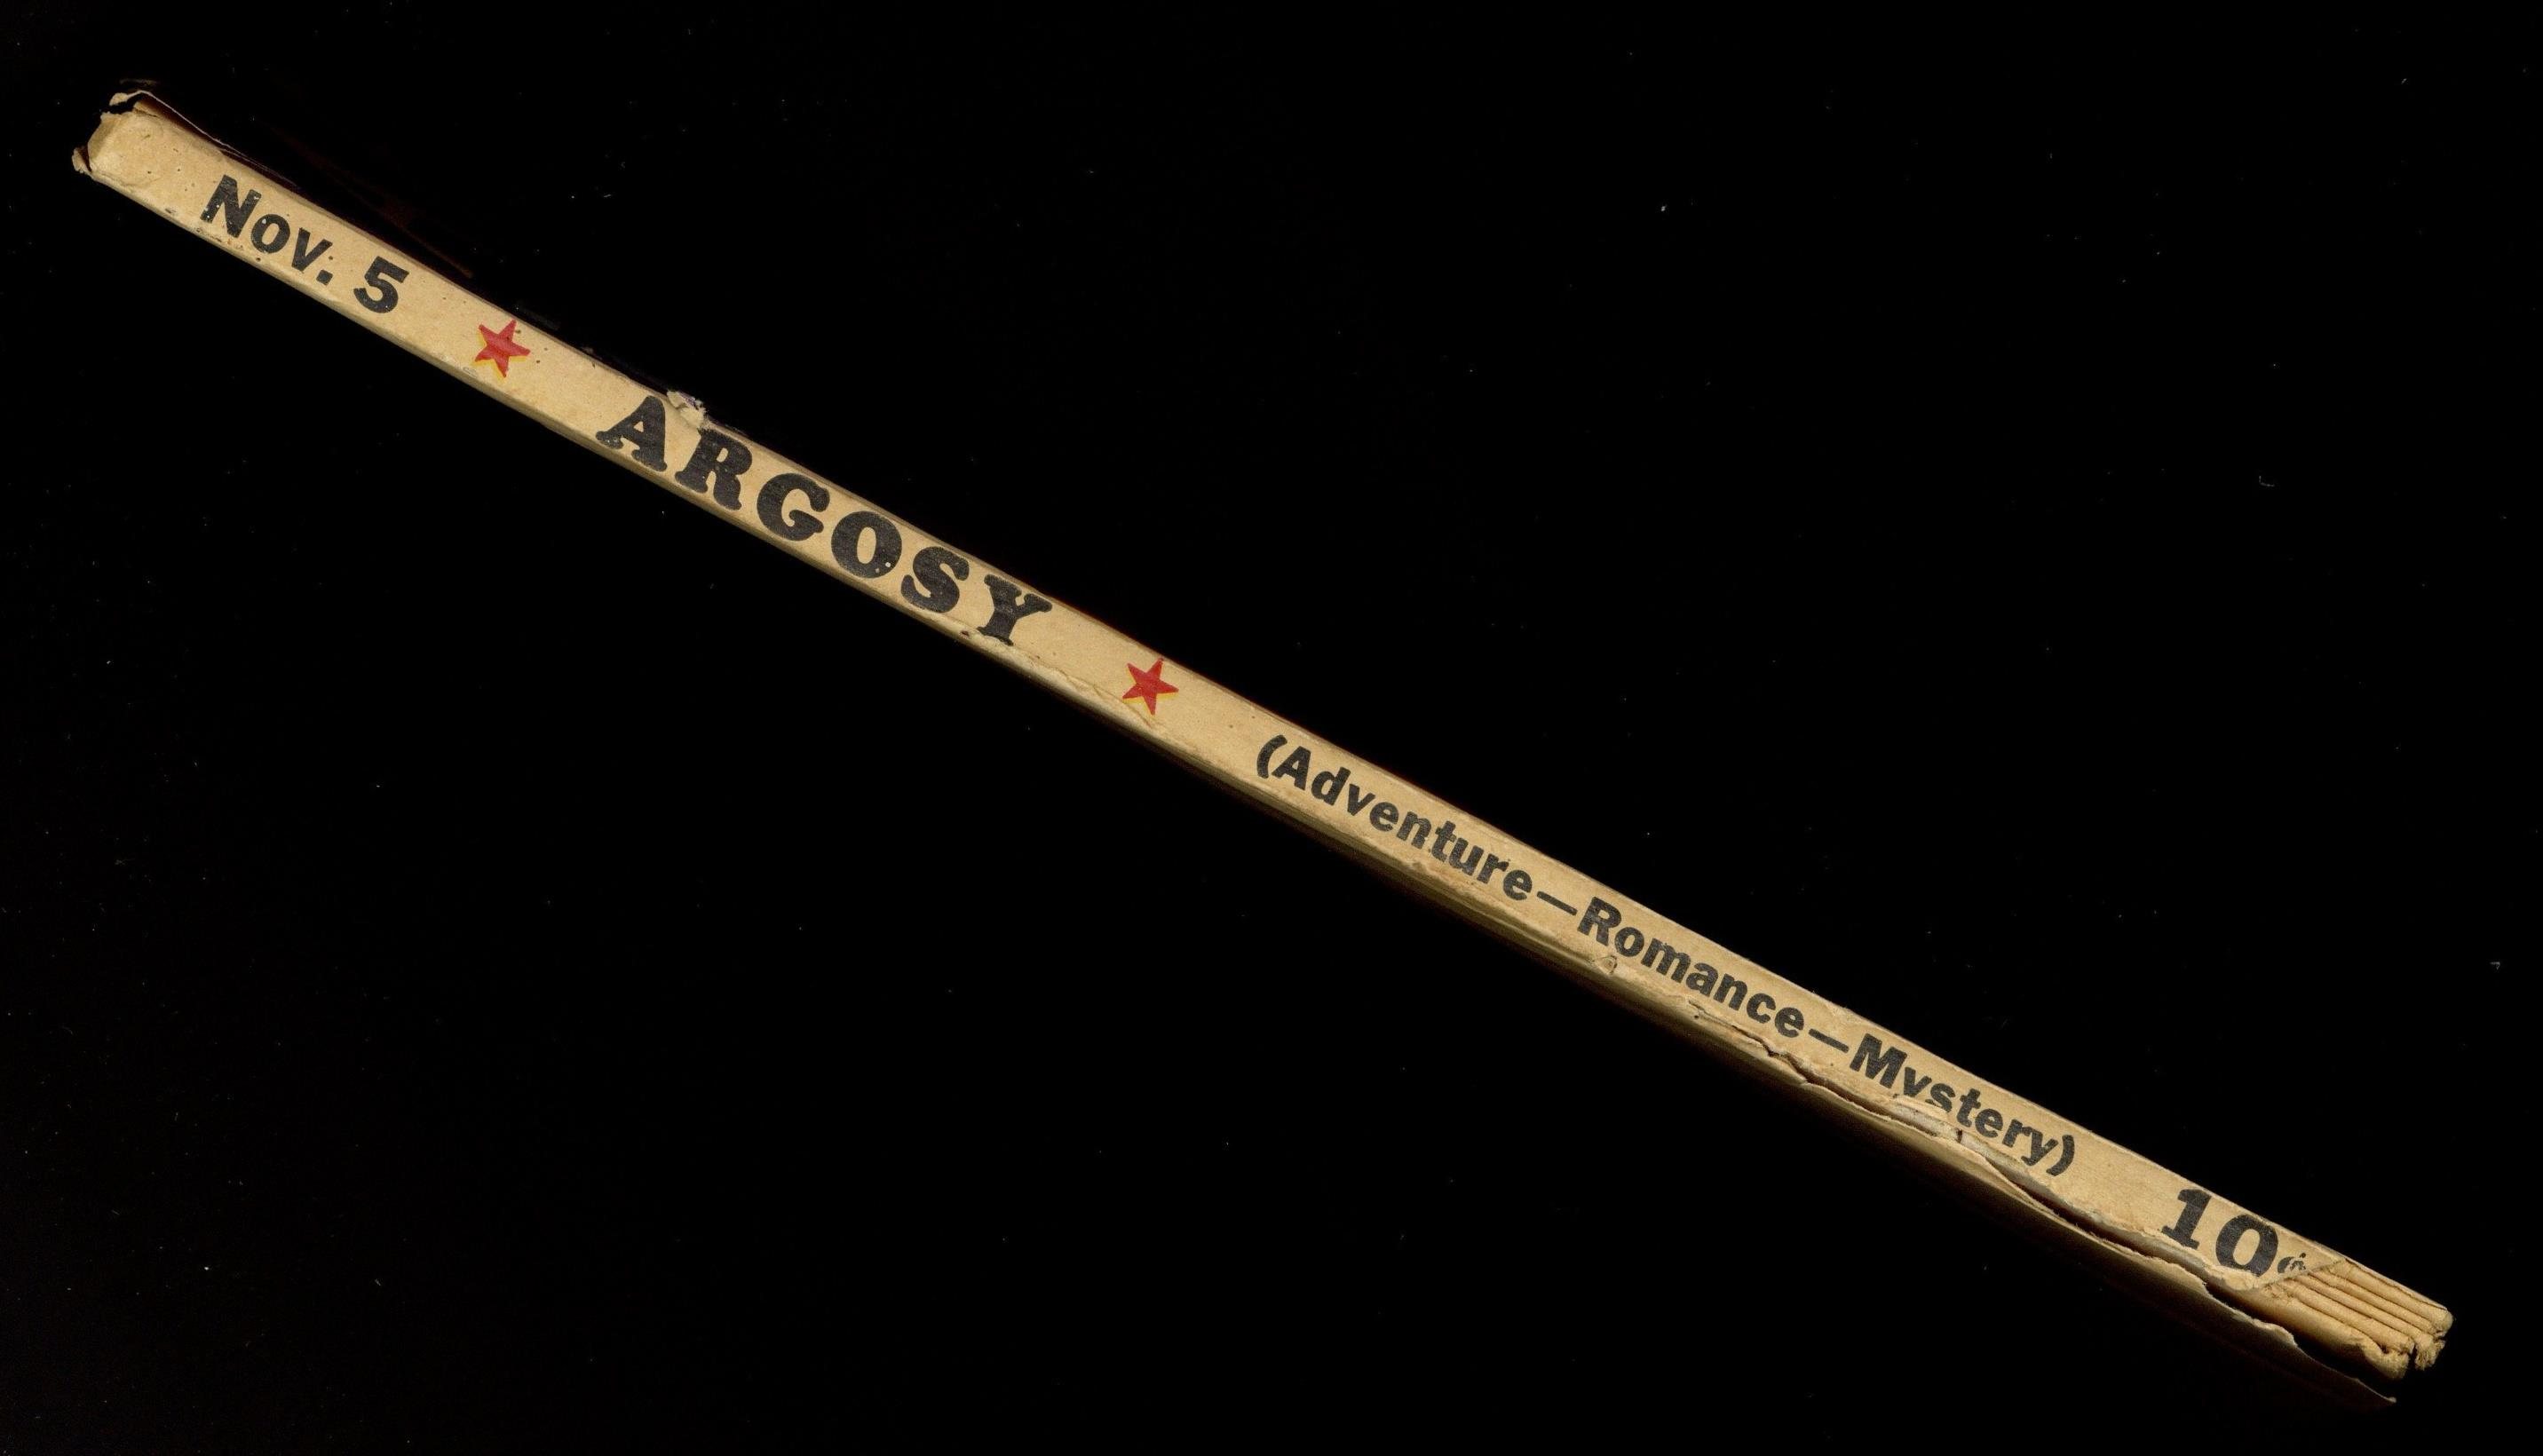 Nov. 5 ★ ARGOSY ★ (Adventure—Romance—Mystery) 10¢